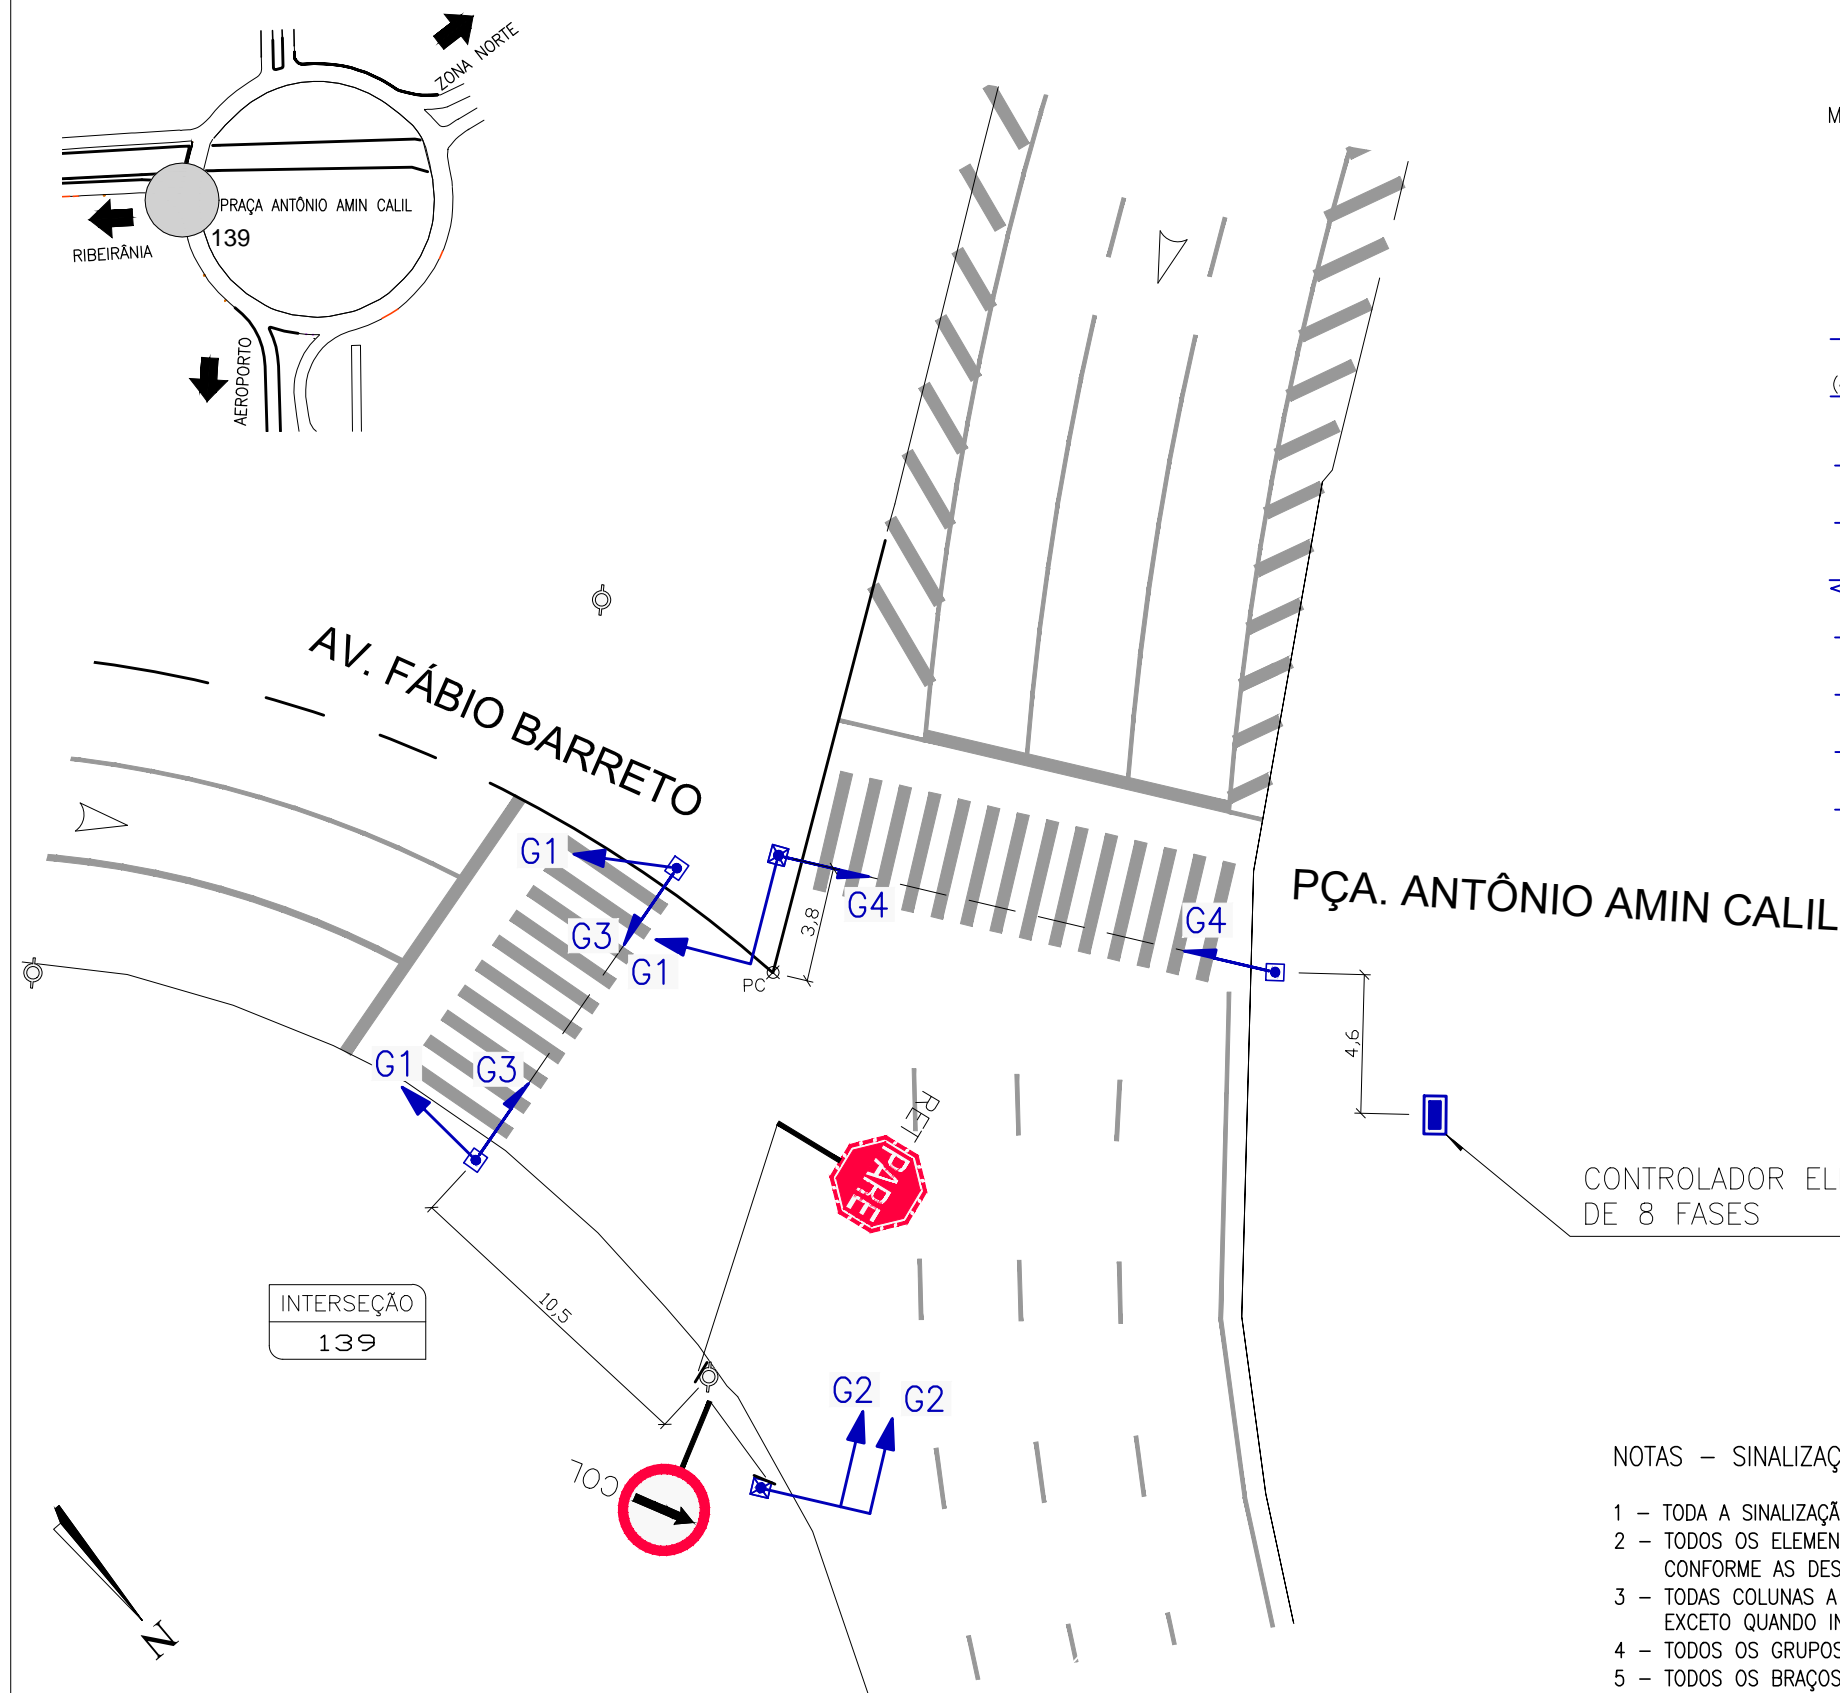 ZONA NORTE
PRAÇA ANTÔNIO AMIN CALIL
139
RIBEIRÂNIA
AEROPORTO
M
(
AV. FÁBIO BARRETO
G1
G3
G1
G4
3,8
PC
G4
PÇA. ANTÔNIO AMIN CALIL
4,6
G1
G3
RET
PARE
CONTROLADOR EL
DE 8 FASES
INTERSEÇÃO
139
10,5
G2
G2
COL
N
NOTAS – SINALIZAÇ
1 – TODA A SINALIZAÇÃ
2 – TODOS OS ELEMEN
CONFORME AS DES
3 – TODAS COLUNAS A
EXCETO QUANDO IN
4 – TODOS OS GRUPOS
5 – TODOS OS BRAÇOS